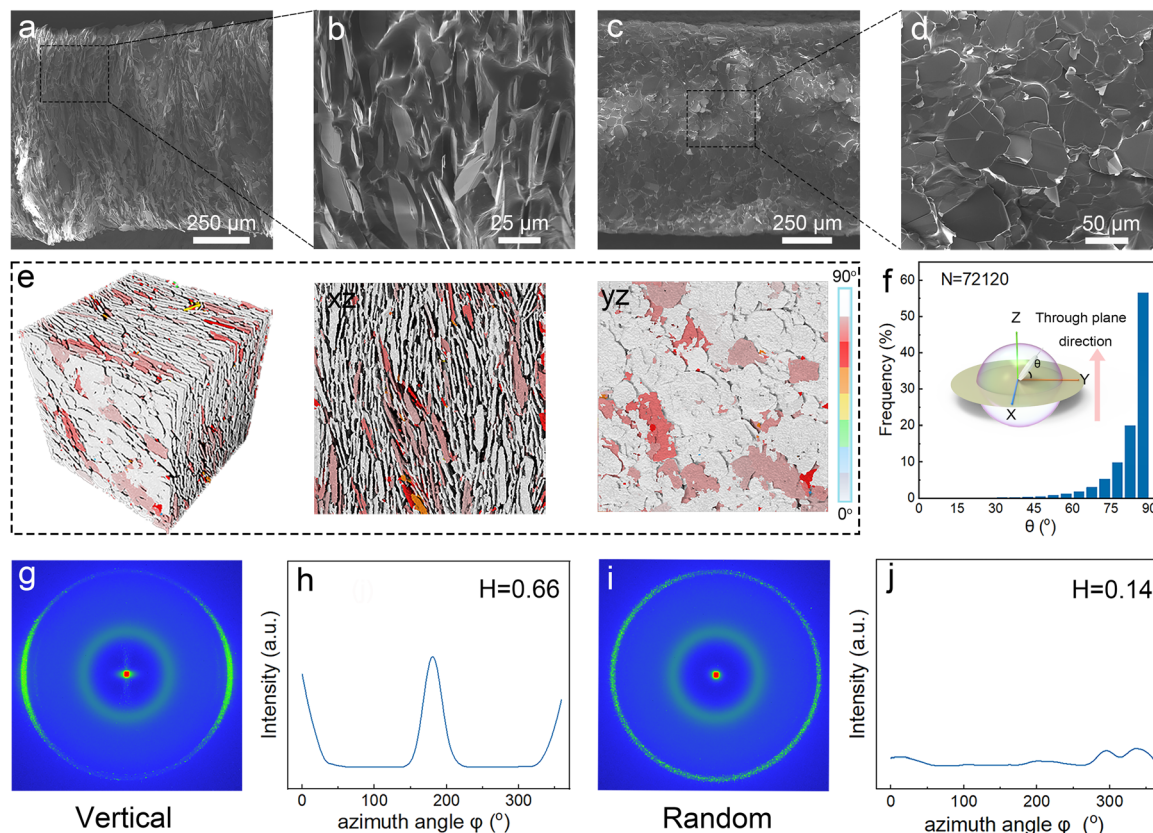 a
250 μm
b
25 μm
c
250 μm
d
50 μm
e
xz
yz
90°
0°
f
N=72120
Frequency (%)
60
50
40
30
20
10
0
0 15 30 45 60 75 90
θ (°)
Z
Y
X
θ
Through plane
direction
g
Vertical
h
H=0.66
Intensity (a.u.)
0 100 200 300
azimuth angle φ (°)
i
Random
j
H=0.14
Intensity (a.u.)
0 100 200 300
azimuth angle φ (°)